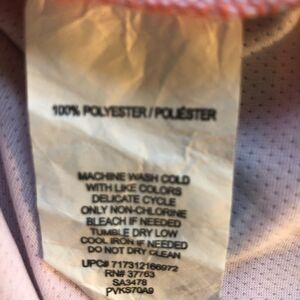 100% POLYESTER / POLIÉSTER
MACHINE WASH COLD
WITH LIKE COLORS
DELICATE CYCLE
ONLY NON-CHLORINE
BLEACH IF NEEDED
TUMBLE DRY LOW
COOL IRON IF NEEDED
DO NOT DRY CLEAN
UPC# 717312166972
RN# 37763
SA3478
PVKS70A9